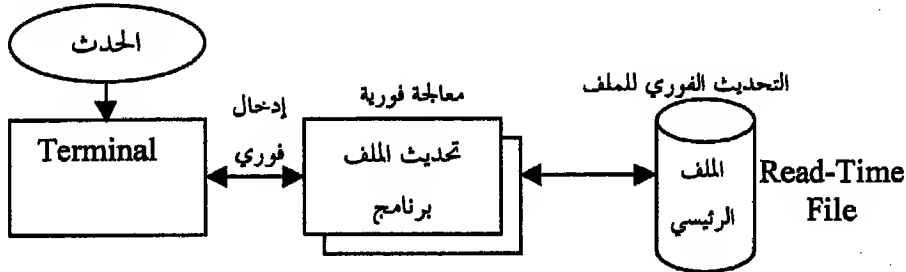 الحدث
Terminal
إدخال
فوري
معالجة فورية
تحديث الملف
برنامج
التحديث الفوري للملف
الملف
الرئيسي
Read-Time
File